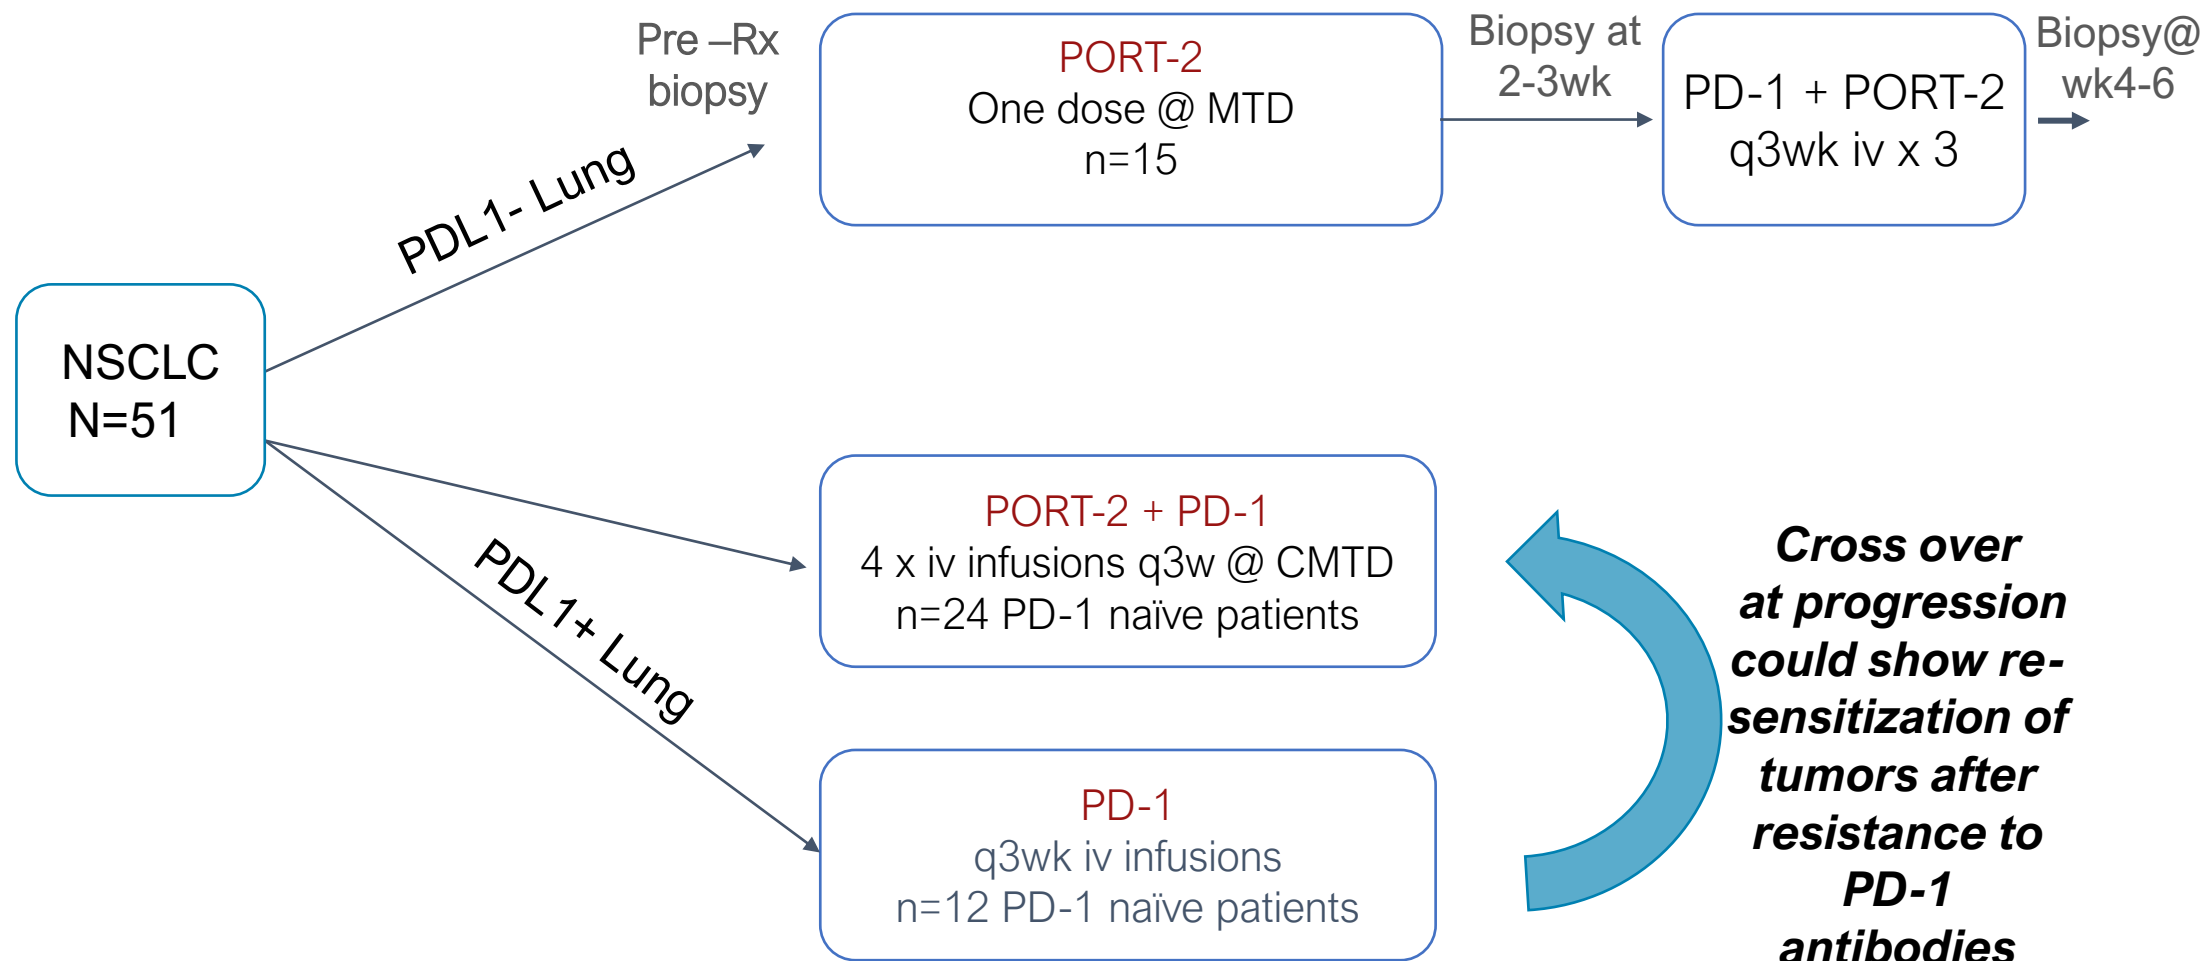 Pre –Rx
biopsy
PORT-2
One dose @ MTD
n=15
Biopsy at
2-3wk
PD-1 + PORT-2
q3wk iv x 3
Biopsy@
wk4-6
PDL1- Lung
NSCLC
N=51
PDL1+ Lung
PORT-2 + PD-1
4 x iv infusions q3w @ CMTD
n=24 PD-1 naïve patients
PD-1
q3wk iv infusions
n=12 PD-1 naïve patients
Cross over
at progression
could show re-
sensitization of
tumors after
resistance to
PD-1
antibodies